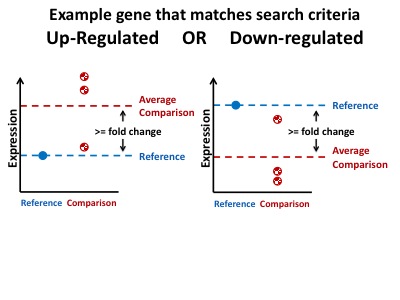 Example gene that matches search criteria
Up-Regulated OR Down-regulated
Expression
Average
Comparison
>= fold change
Reference
Reference Comparison
Expression
Reference
>= fold change
Average
Comparison
Reference Comparison